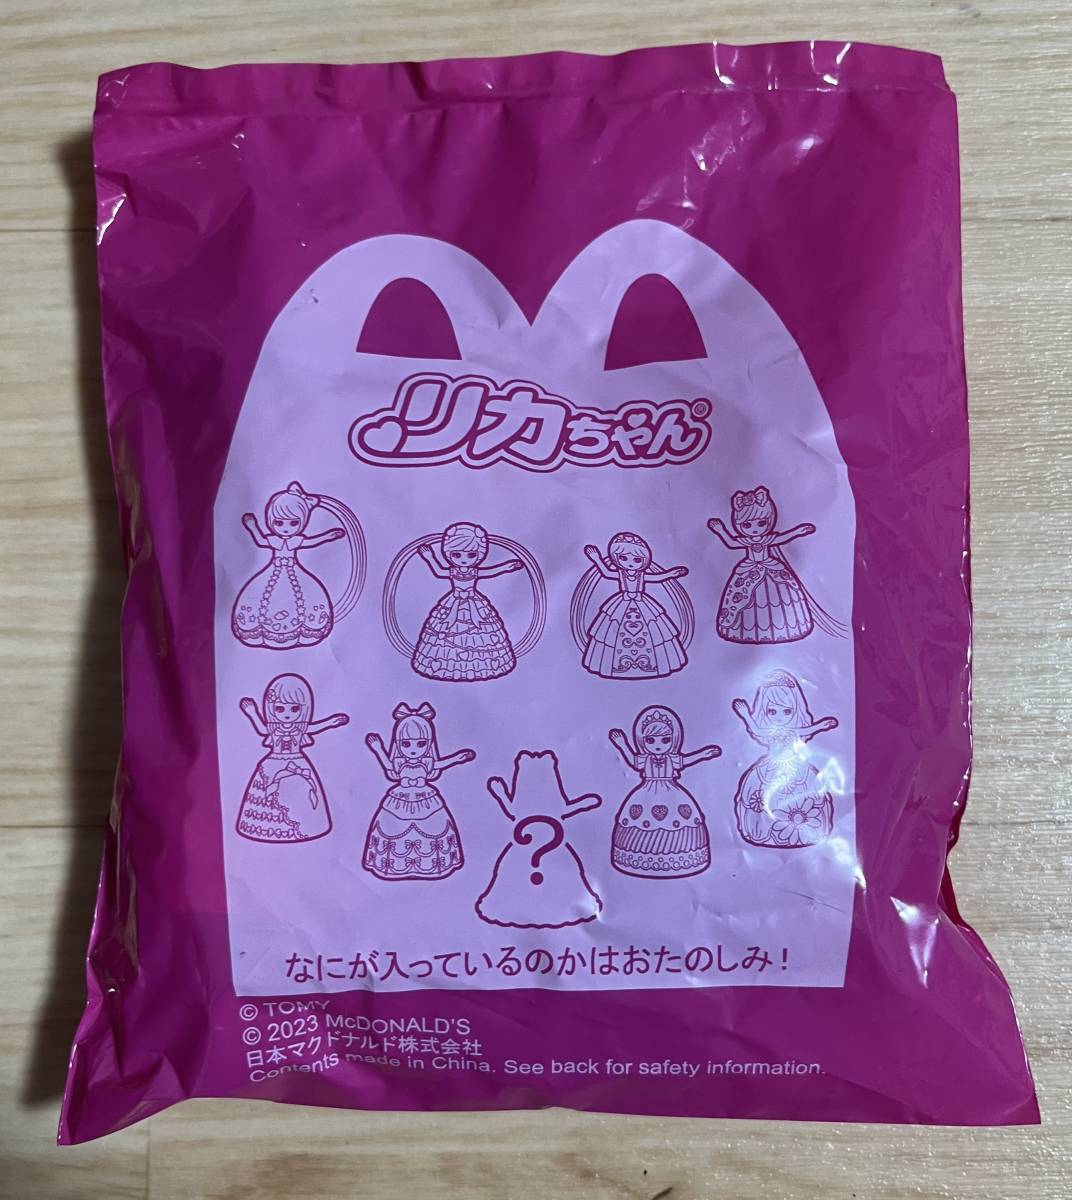 リカちゃん®
?
なにが入っているのかはおたのしみ!
© TOMY
© 2023 McDONALD'S
日本マクドナルド株式会社
Contents made in China. See back for safety information.